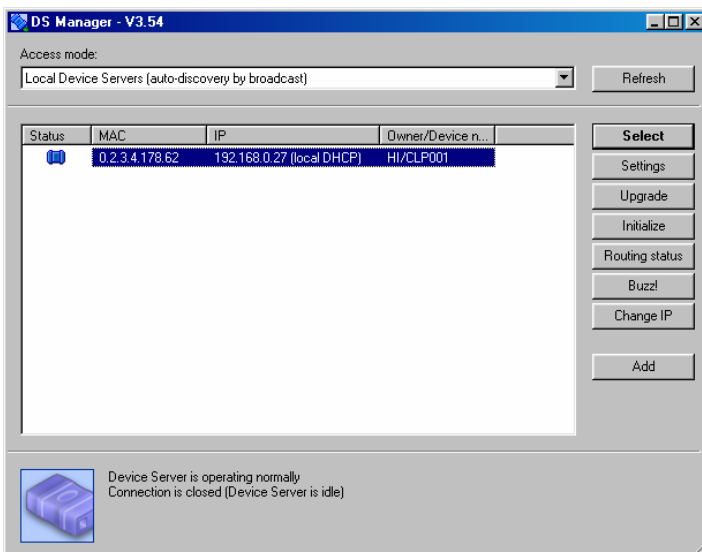 DS Manager - V3.54
Access mode:
Local Device Servers (auto-discovery by broadcast)
Refresh
Status MAC IP Owner/Device n...
0.2.3.4.178.62 192.168.0.27 (local DHCP) HI/CLP001
Select
Settings
Upgrade
Initialize
Routing status
Buzz!
Change IP
Add
Device Server is operating normally
Connection is closed (Device Server is idle)